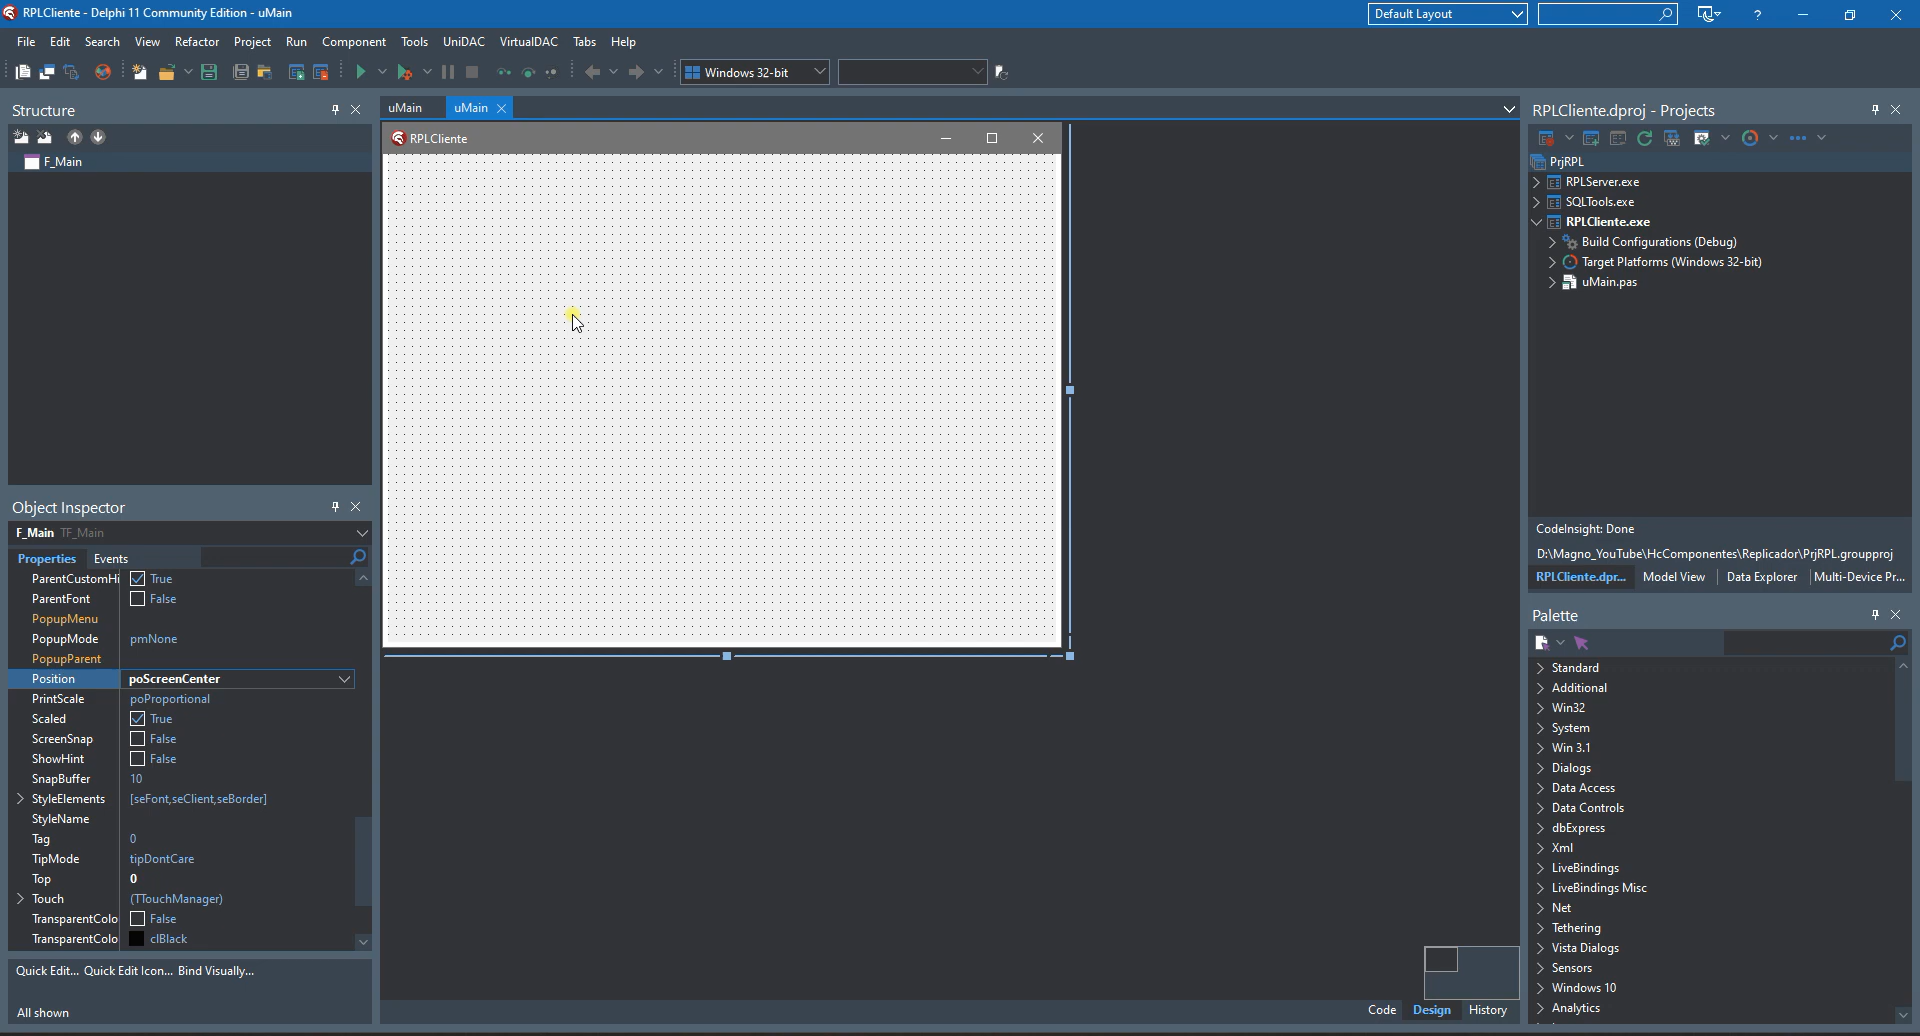 RPLCliente - Delphi 11 Community Edition - uMain
Default Layout
?
File Edit Search View Refactor Project Run Component Tools UniDAC VirtualDAC Tabs Help
Windows 32-bit
Structure
F_Main
uMain
uMain
RPLCliente
Object Inspector
F_Main TF_Main
Properties Events
ParentCustomHi True
ParentFont False
PopupMenu
PopupMode pmNone
PopupParent
Position poScreenCenter
PrintScale poProportional
Scaled True
ScreenSnap False
ShowHint False
SnapBuffer 10
StyleElements [seFont,seClient,seBorder]
StyleName
Tag 0
TipMode tipDontCare
Top 0
Touch (TTouchManager)
TransparentColo False
TransparentColo clBlack
Quick Edit... Quick Edit Icon... Bind Visually...
All shown
Code Design History
RPLCliente.dproj - Projects
PrjRPL
RPLServer.exe
SQLTools.exe
RPLCliente.exe
Build Configurations (Debug)
Target Platforms (Windows 32-bit)
uMain.pas
CodeInsight: Done
D:\Magno_YouTube\HcComponentes\Replicador\PrjRPL.groupproj
RPLCliente.dpr... Model View Data Explorer Multi-Device Pr...
Palette
Standard
Additional
Win32
System
Win 3.1
Dialogs
Data Access
Data Controls
dbExpress
Xml
LiveBindings
LiveBindings Misc
Net
Tethering
Vista Dialogs
Sensors
Windows 10
Analytics